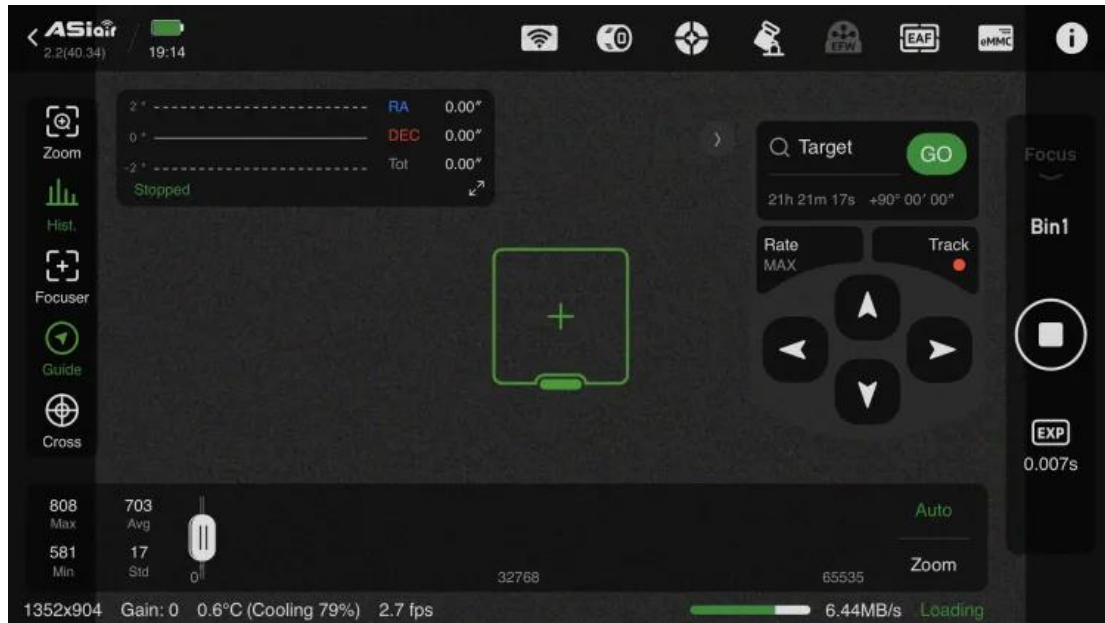 ASiair
2.2(40.34)
19:14
EFW
EAF
eMMC
i
Zoom
Hist.
Focuser
Guide
Cross
2"
0"
-2"
RA 0.00"
DEC 0.00"
Tot 0.00"
Stopped
Target
GO
21h 21m 17s +90° 00′ 00″
Rate
MAX
Track
Focus
Bin1
EXP
0.007s
808
Max
703
Avg
581
Min
17
Std
0
32768
65535
Auto
Zoom
1352x904 Gain: 0 0.6°C (Cooling 79%) 2.7 fps 6.44MB/s Loading